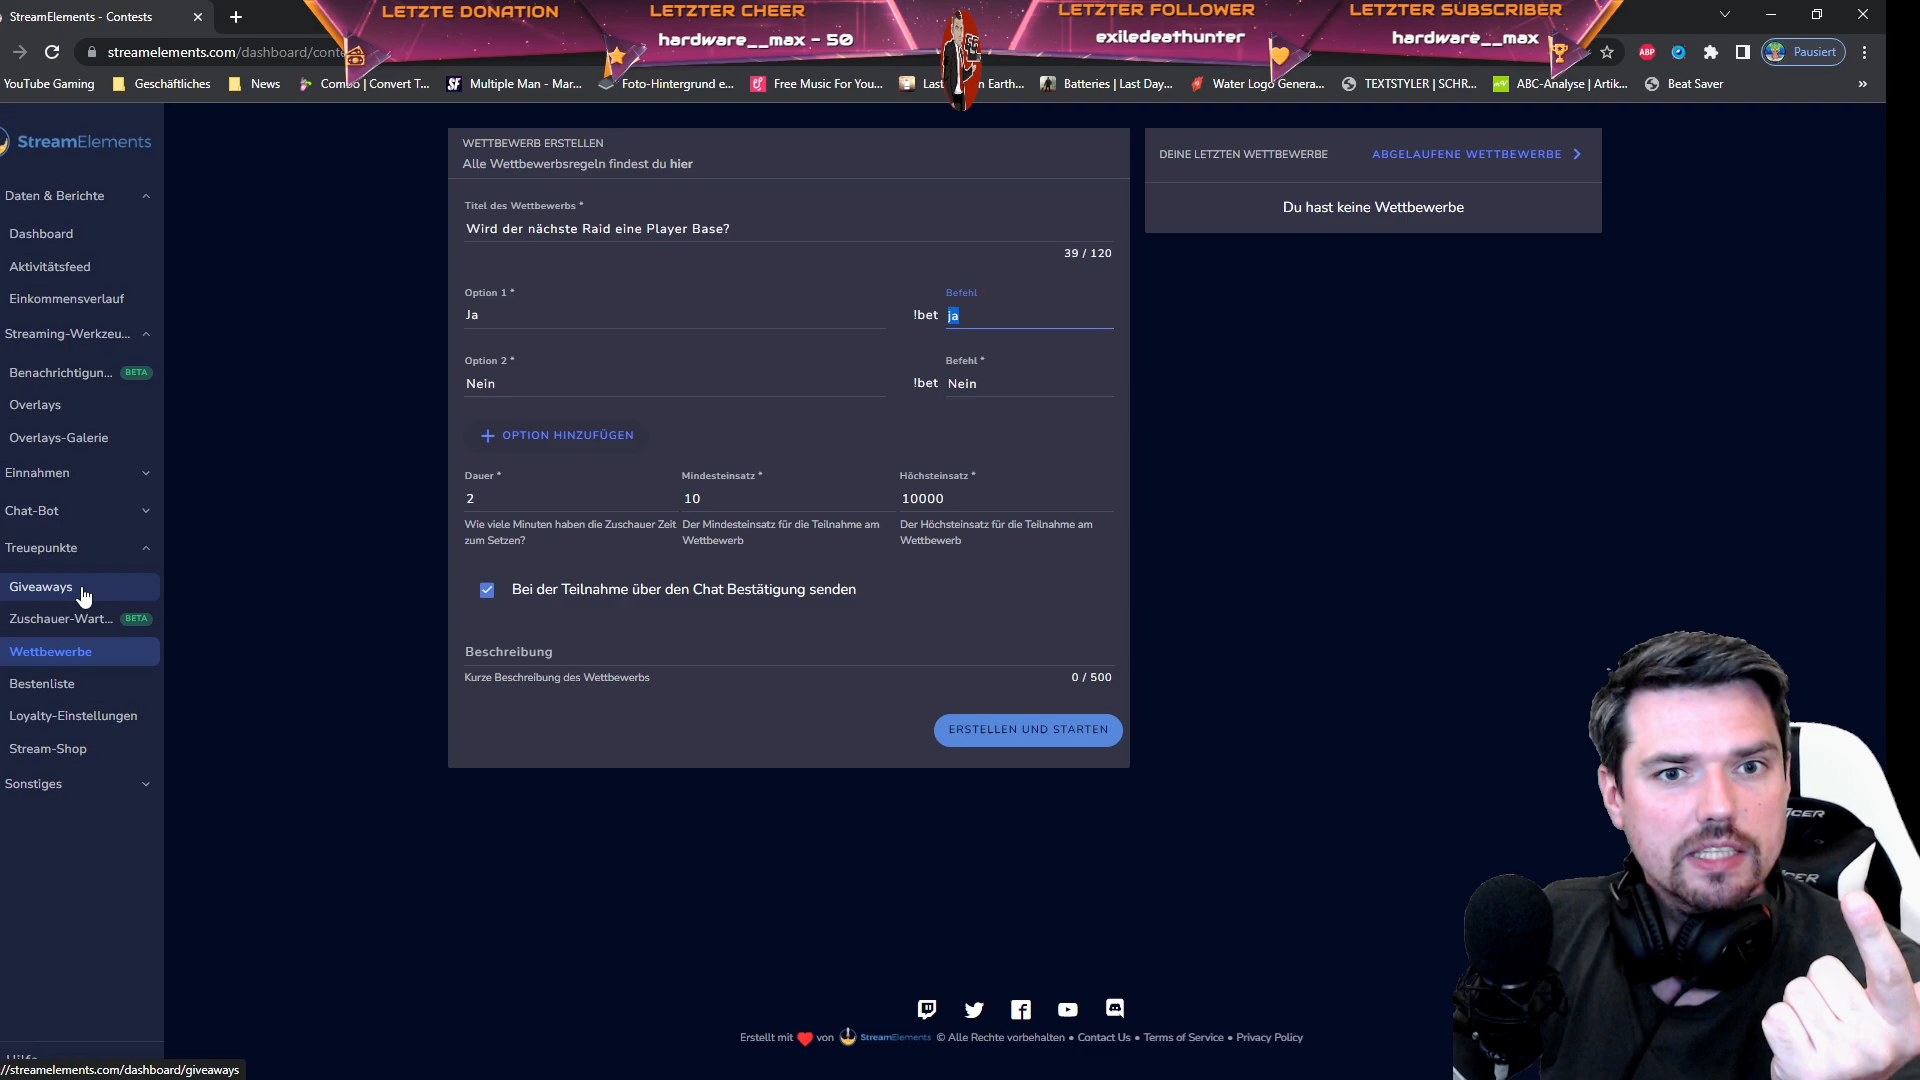 StreamElements - Contests
LETZTE DONATION
LETZTER CHEER
hardware__max - 50
LETZTER FOLLOWER
exiledeathunter
LETZTER SUBSCRIBER
hardware__max
streamelements.com/dashboard/conte
ABP
Pausiert
YouTube Gaming
Geschäftliches
News
Combo | Convert T...
Multiple Man - Mar...
Foto-Hintergrund e...
Free Music For You...
Earth...
Batteries | Last Day...
Water Logo Genera...
TEXTSTYLER | SCHR...
ABC-Analyse | Artik...
Beat Saver
StreamElements
Daten & Berichte
Dashboard
Aktivitätsfeed
Einkommensverlauf
Streaming-Werkzeu...
Benachrichtigun... BETA
Overlays
Overlays-Galerie
Einnahmen
Chat-Bot
Treuepunkte
Giveaways
Zuschauer-Wart... BETA
Wettbewerbe
Bestenliste
Loyalty-Einstellungen
Stream-Shop
Sonstiges
//streamelements.com/dashboard/giveaways
WETTBEWERB ERSTELLEN
Alle Wettbewerbsregeln findest du hier
Titel des Wettbewerbs *
Wird der nächste Raid eine Player Base?
39 / 120
Option 1 *
Befehl *
Ja
!bet ja
Option 2 *
Befehl *
Nein
!bet Nein
+ OPTION HINZUFÜGEN
Dauer *
Mindesteinsatz *
Höchsteinsatz *
2
10
10000
Wie viele Minuten haben die Zuschauer Zeit
zum Setzen?
Der Mindesteinsatz für die Teilnahme am
Wettbewerb
Der Höchsteinsatz für die Teilnahme am
Wettbewerb
Bei der Teilnahme über den Chat Bestätigung senden
Beschreibung
Kurze Beschreibung des Wettbewerbs
0 / 500
ERSTELLEN UND STARTEN
DEINE LETZTEN WETTBEWERBE
ABGELAUFENE WETTBEWERBE
Du hast keine Wettbewerbe
Erstellt mit von StreamElements © Alle Rechte vorbehalten • Contact Us • Terms of Service • Privacy Policy